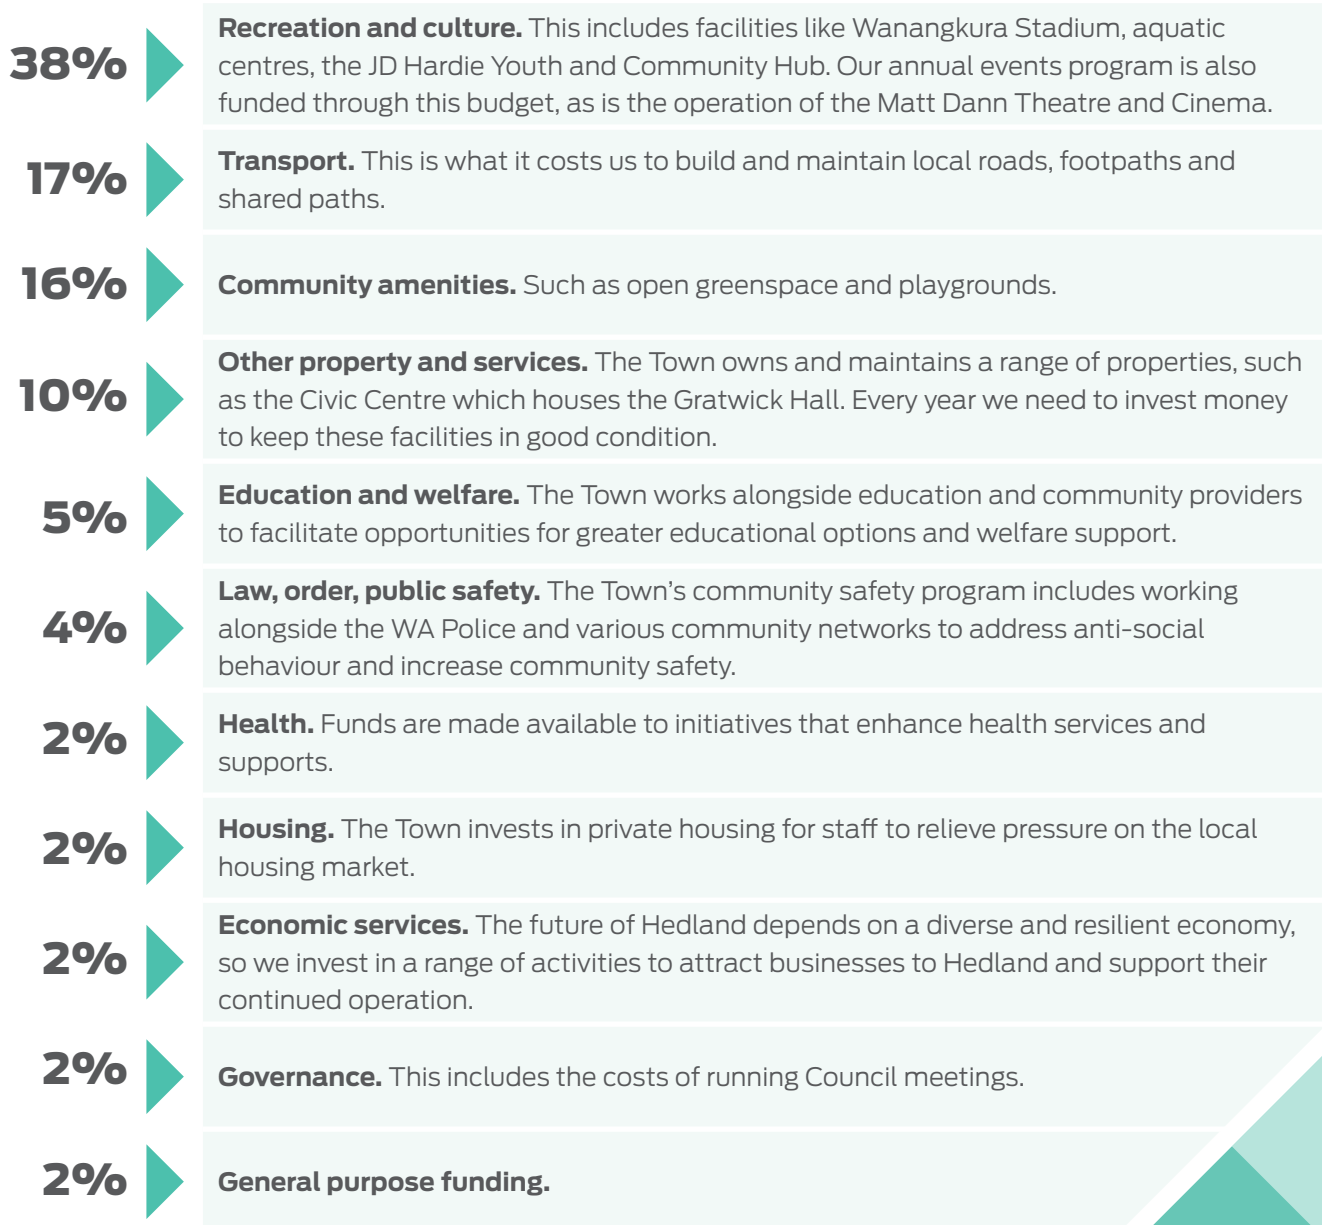 38%
Recreation and culture. This includes facilities like Wanangkura Stadium, aquatic
centres, the JD Hardie Youth and Community Hub. Our annual events program is also
funded through this budget, as is the operation of the Matt Dann Theatre and Cinema.
17%
Transport. This is what it costs us to build and maintain local roads, footpaths and
shared paths.
16%
Community amenities. Such as open greenspace and playgrounds.
10%
Other property and services. The Town owns and maintains a range of properties, such
as the Civic Centre which houses the Gratwick Hall. Every year we need to invest money
to keep these facilities in good condition.
5%
Education and welfare. The Town works alongside education and community providers
to facilitate opportunities for greater educational options and welfare support.
4%
Law, order, public safety. The Town’s community safety program includes working
alongside the WA Police and various community networks to address anti-social
behaviour and increase community safety.
2%
Health. Funds are made available to initiatives that enhance health services and
supports.
2%
Housing. The Town invests in private housing for staff to relieve pressure on the local
housing market.
2%
Economic services. The future of Hedland depends on a diverse and resilient economy,
so we invest in a range of activities to attract businesses to Hedland and support their
continued operation.
2%
Governance. This includes the costs of running Council meetings.
2%
General purpose funding.